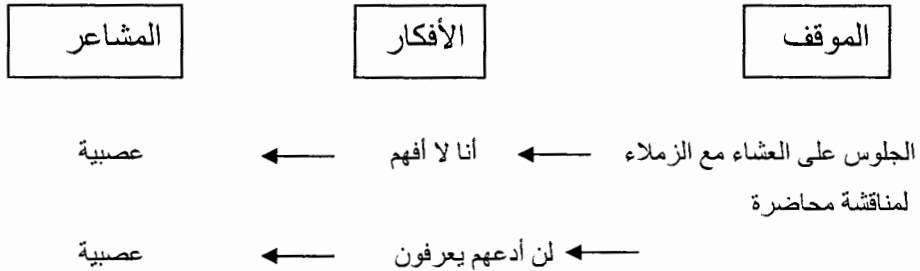 الموقف الأفكار المشاعر
الجلوس على العشاء مع الزملاء أنا لا أفهم عصبية
لمناقشة محاضرة
لن أدعهم يعرفون عصبية